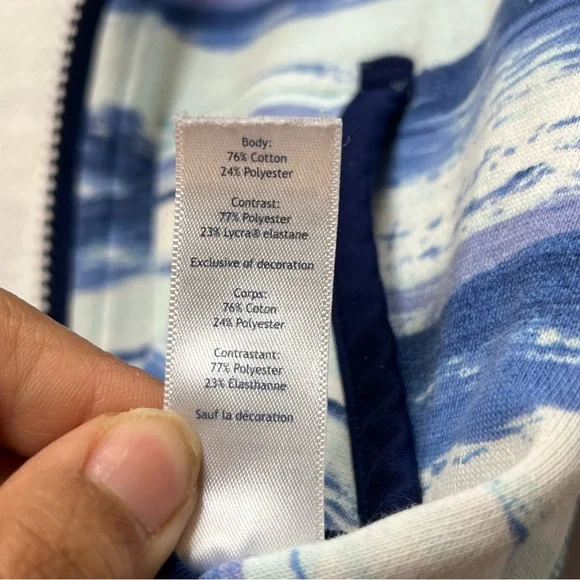 Body:
76% Cotton
24% Polyester
Contrast:
77% Polyester
23% Lycra® elastane
Exclusive of decoration
Corps:
76% Coton
24% Polyester
Contrastant:
77% Polyester
23% Elasthanne
Sauf la décoration